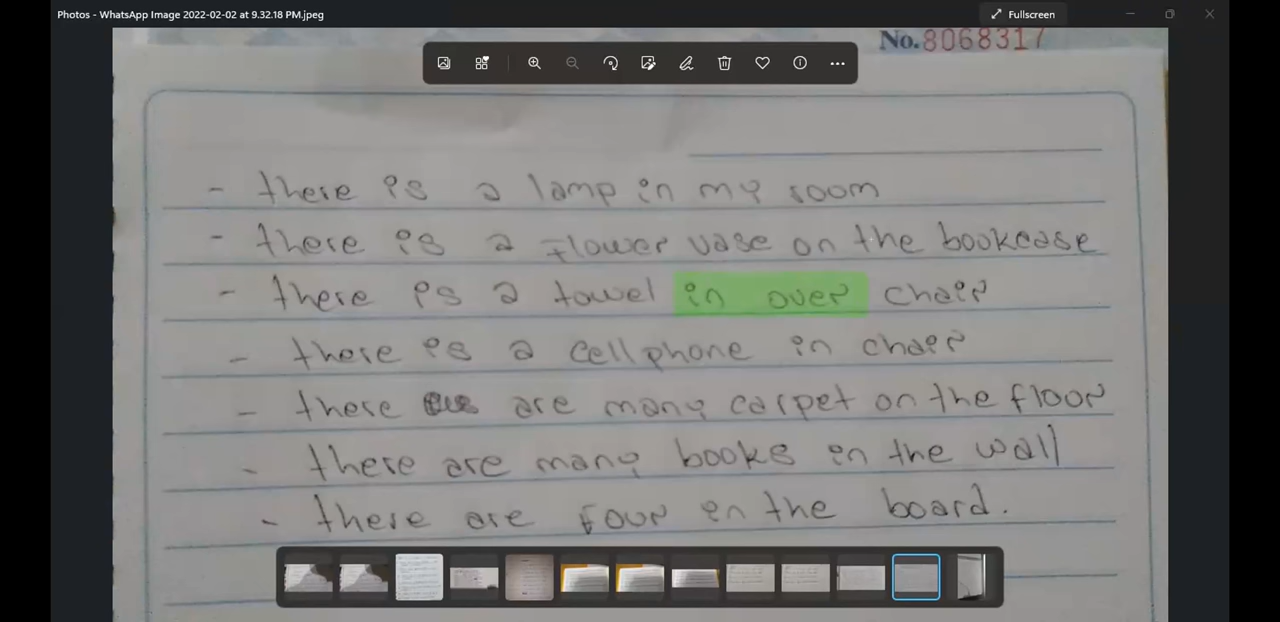 Photos - WhatsApp Image 2022-02-02 at 9.32.18 PM.jpeg
Fullscreen
No. 8068317
- there is a lamp in my room
- there is a flower vase on the bookcase
- there is a towel in over chair
- there is a cellphone in chair
- there are many carpet on the floor
- there are many books in the wall
- there are four in the board.